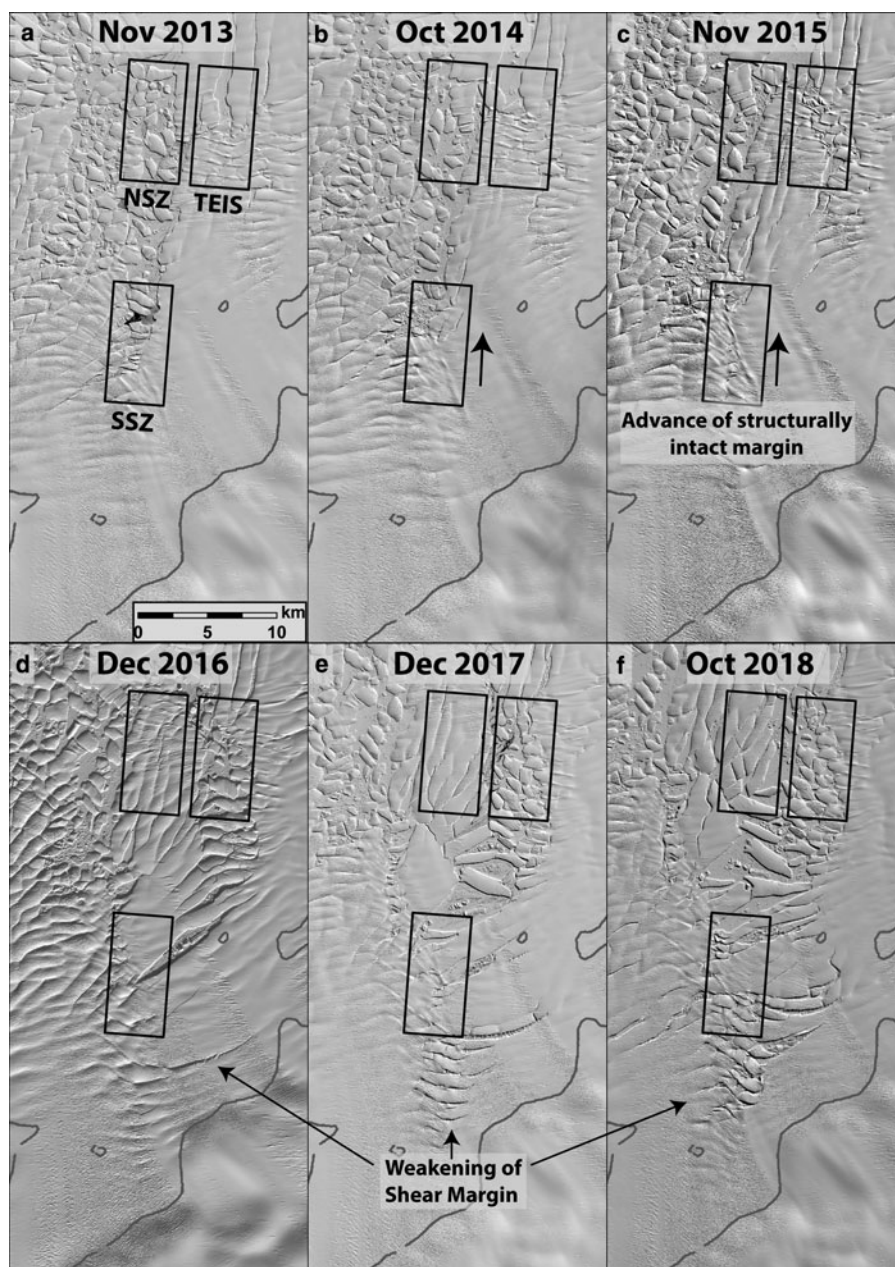 a Nov 2013
b Oct 2014
c Nov 2015
NSZ TEIS
SSZ
Advance of structurally
intact margin
km
0 5 10
d Dec 2016
e Dec 2017
f Oct 2018
Weakening of
Shear Margin